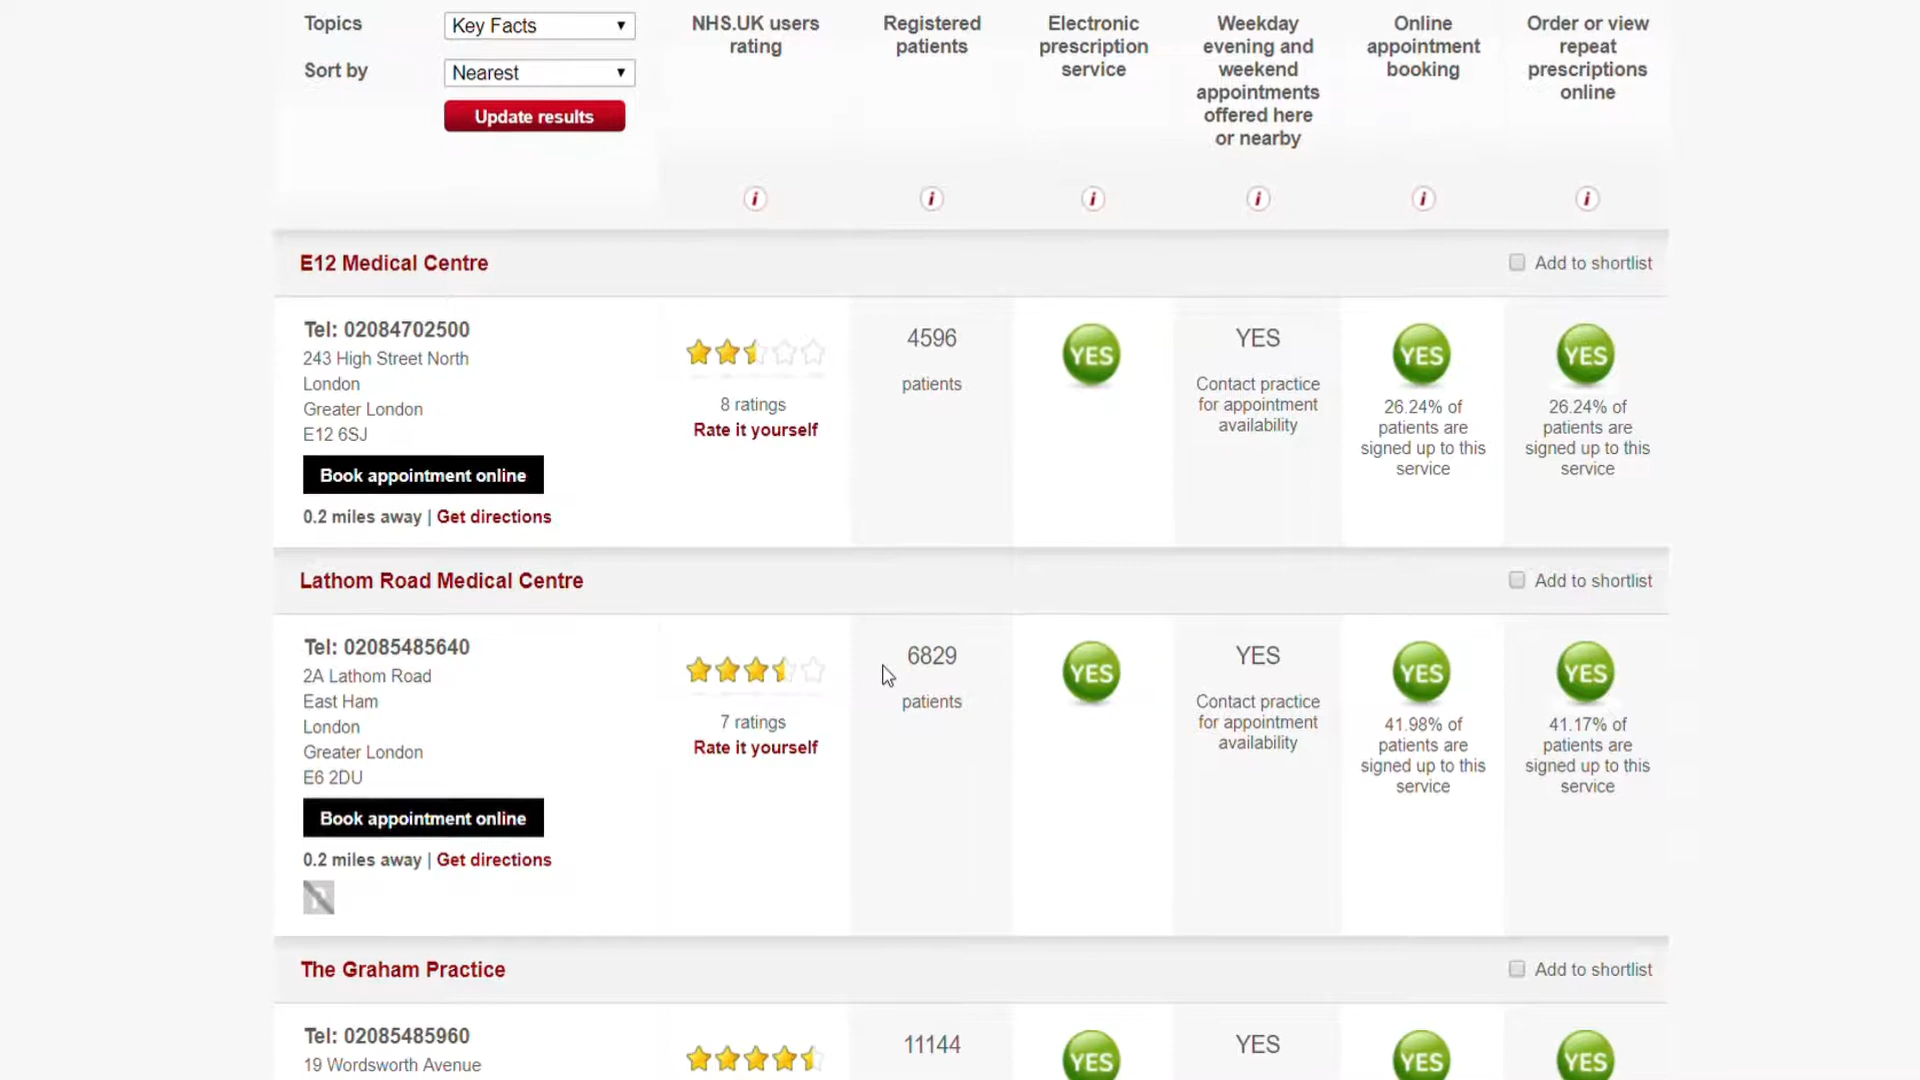 Topics
Key Facts
Sort by
Nearest
Update results
NHS.UK users
rating
Registered
patients
Electronic
prescription
service
Weekday
evening and
weekend
appointments
offered here
or nearby
Online
appointment
booking
Order or view
repeat
prescriptions
online
i
i
i
i
i
i
E12 Medical Centre
Add to shortlist
Tel: 02084702500
243 High Street North
London
Greater London
E12 6SJ
Book appointment online
0.2 miles away | Get directions
8 ratings
Rate it yourself
4596
patients
YES
YES
Contact practice
for appointment
availability
YES
26.24% of
patients are
signed up to this
service
YES
26.24% of
patients are
signed up to this
service
Lathom Road Medical Centre
Add to shortlist
Tel: 02085485640
2A Lathom Road
East Ham
London
Greater London
E6 2DU
Book appointment online
0.2 miles away | Get directions
7 ratings
Rate it yourself
6829
patients
YES
YES
Contact practice
for appointment
availability
YES
41.98% of
patients are
signed up to this
service
YES
41.17% of
patients are
signed up to this
service
The Graham Practice
Add to shortlist
Tel: 02085485960
19 Wordsworth Avenue
11144
YES
YES
YES
YES